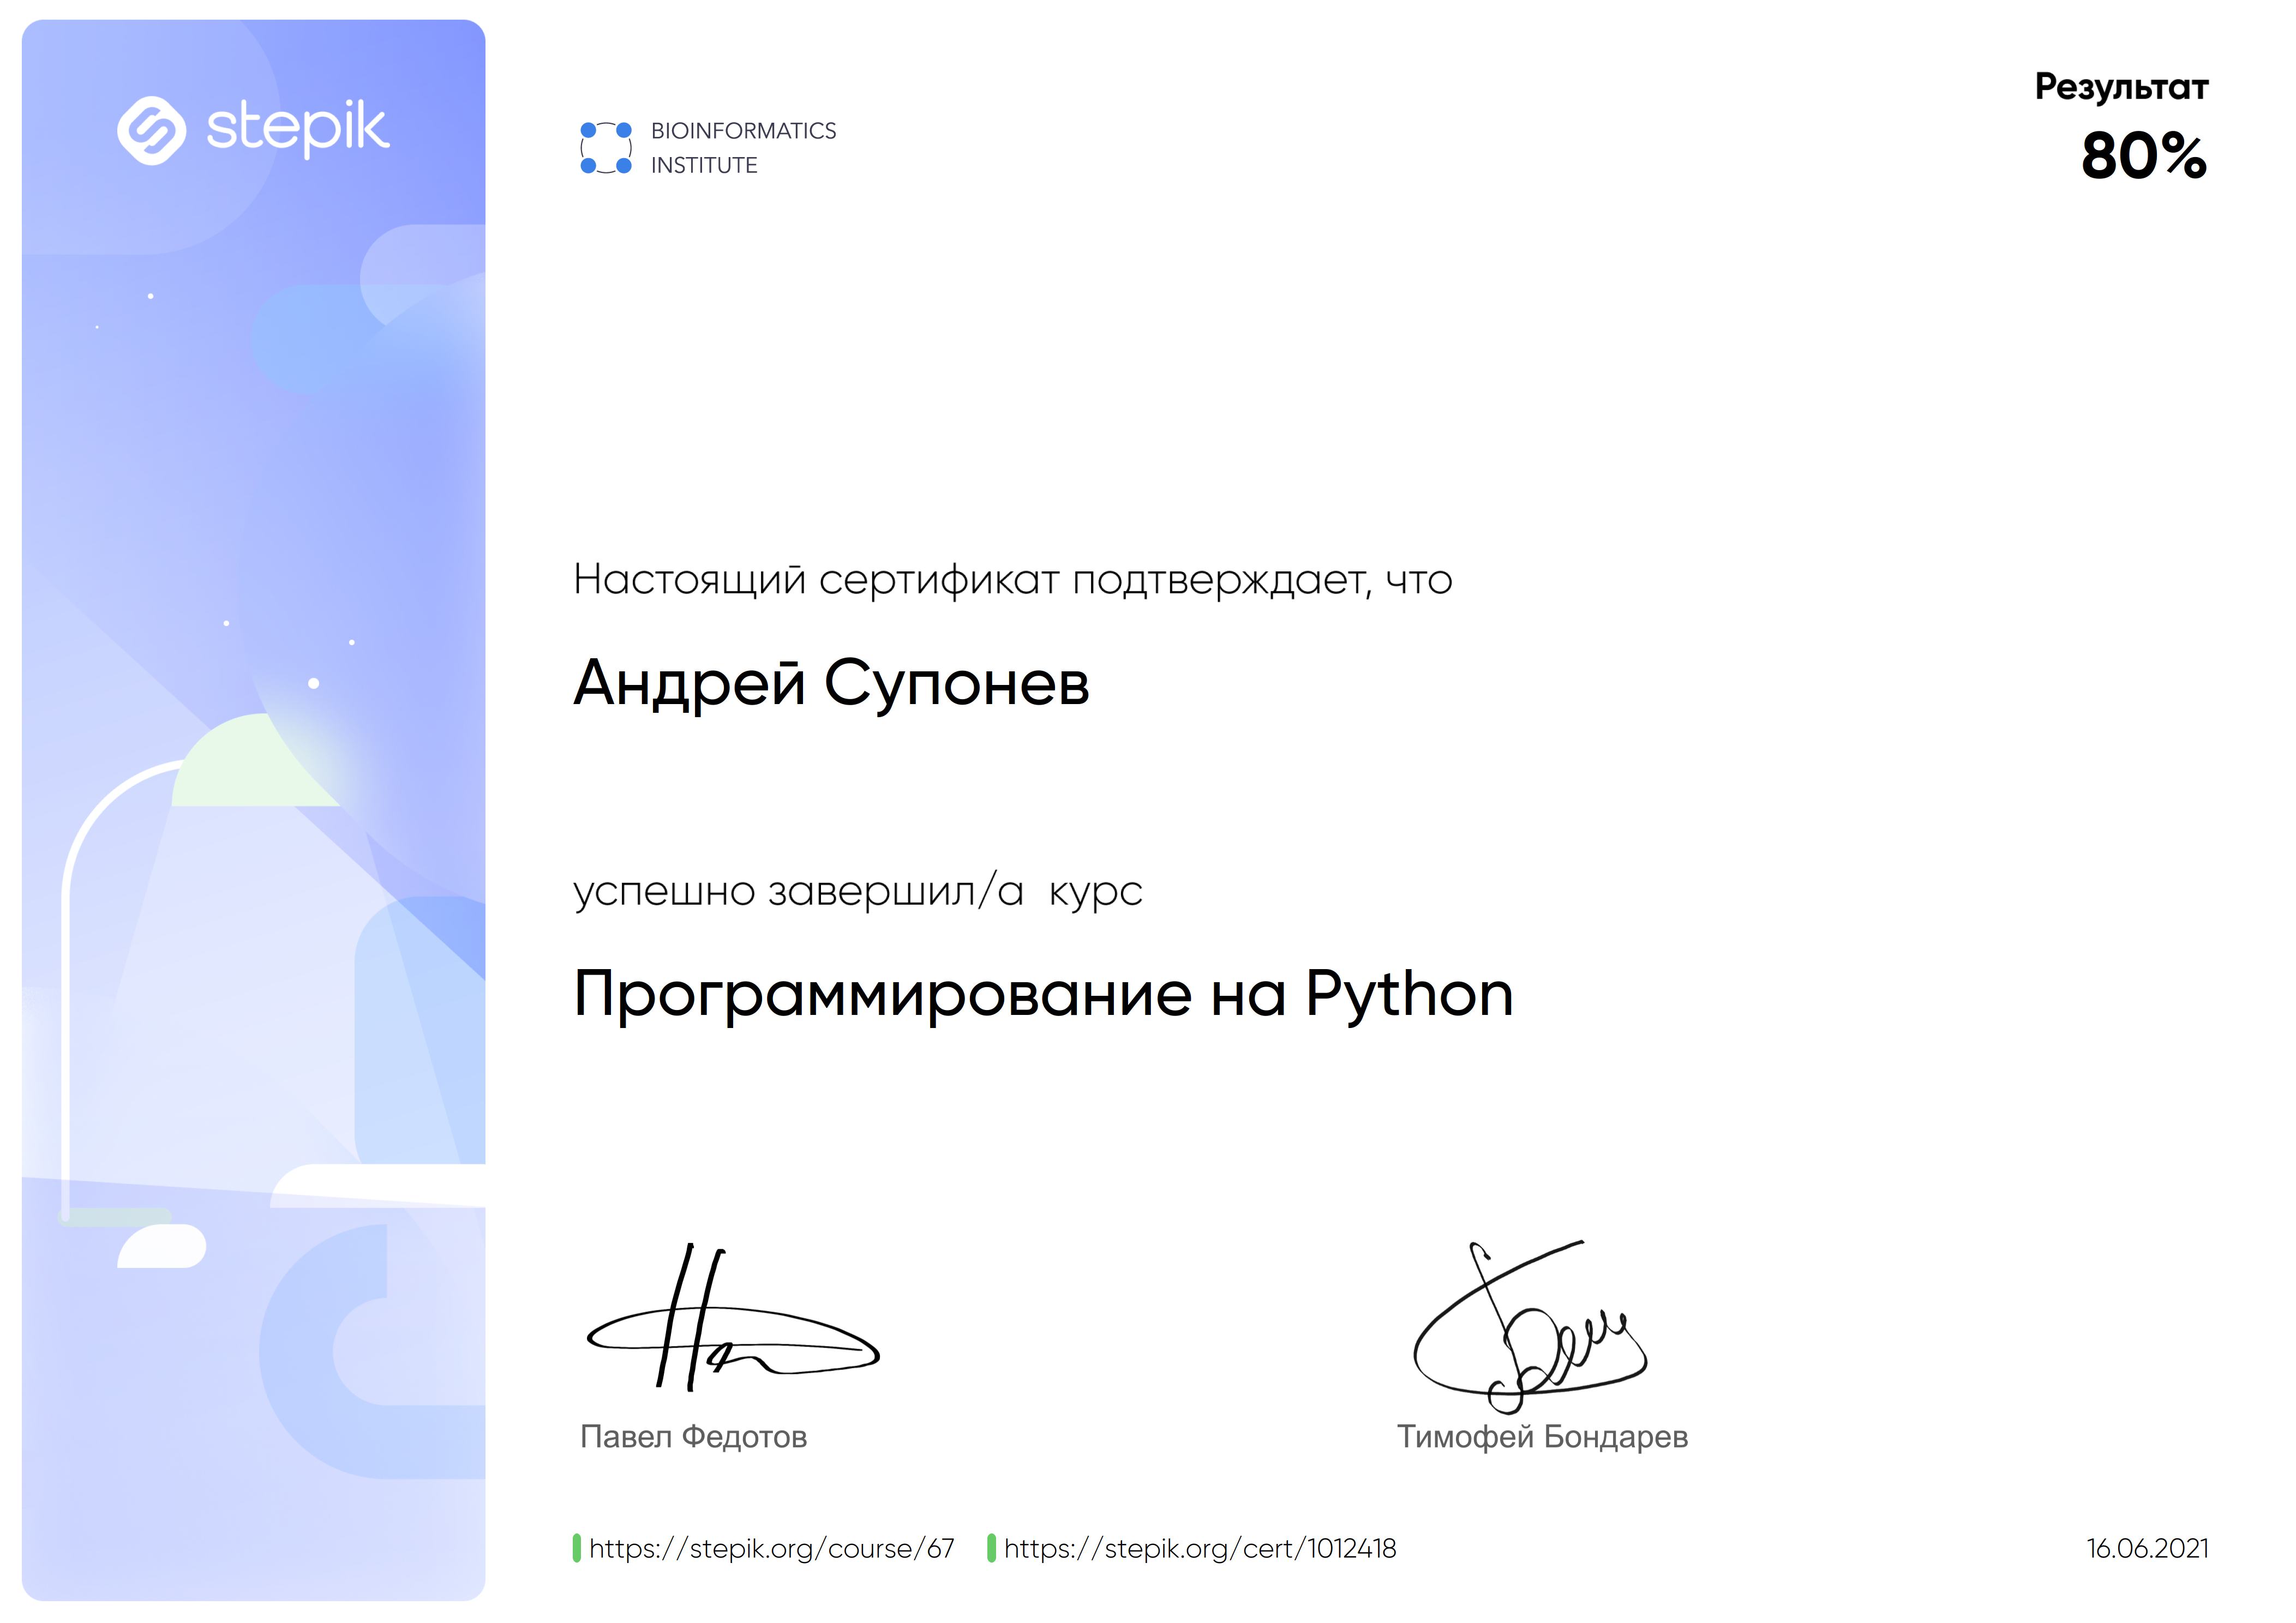 stepik
BIOINFORMATICS
INSTITUTE
Результат
80%
Настоящий сертификат подтверждает, что
Андрей Супонев
успешно завершил/а курс
Программирование на Python
Павел Федотов
Тимофей Бондарев
https://stepik.org/course/67
https://stepik.org/cert/1012418
16.06.2021